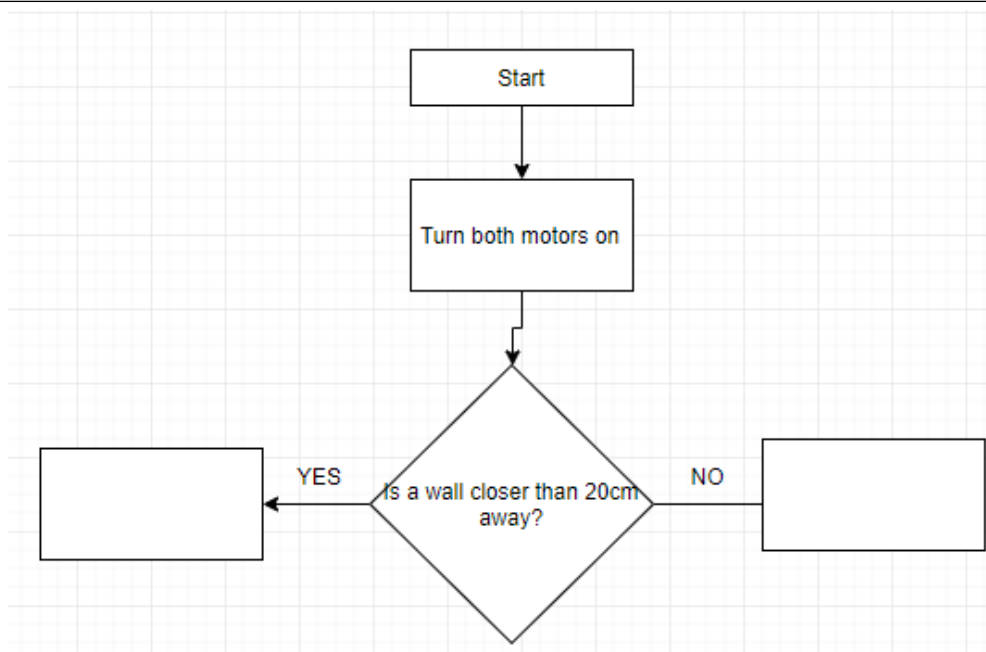 Start
Turn both motors on
YES
Is a wall closer than 20cm
away?
NO